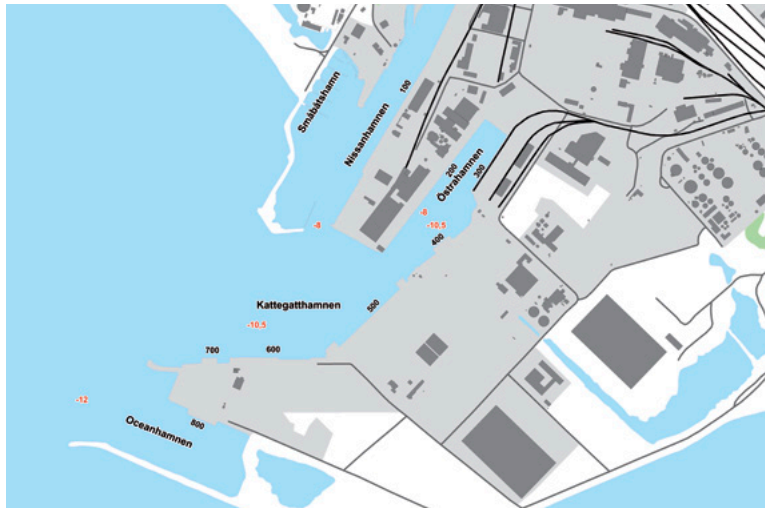 Småbåtshamn
Nissanhamnen
100
Östrahamnen
200
300
-8
-8
-10.5
400
Kattegatthamnen
500
-10.5
700
600
-12
Oceanhamnen
800